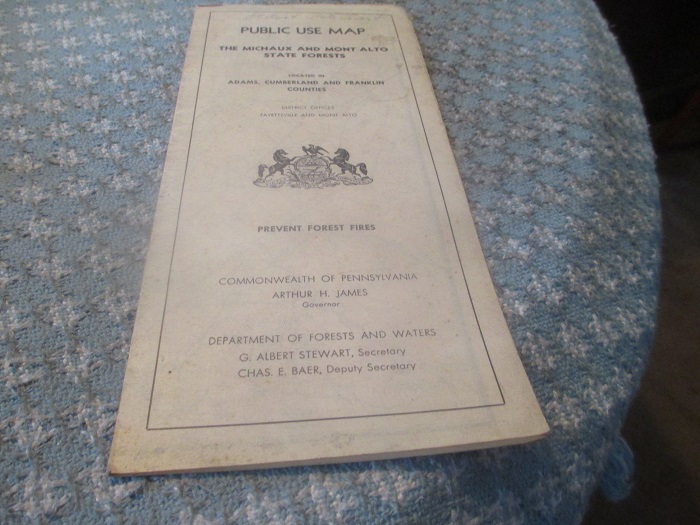 PUBLIC USE MAP
THE MICHAUX AND MONT ALTO
STATE FORESTS
LOCATED IN
ADAMS, CUMBERLAND AND FRANKLIN
COUNTIES
DISTRICT OFFICES
FAYETTEVILLE AND MONT ALTO
PREVENT FOREST FIRES
COMMONWEALTH OF PENNSYLVANIA
ARTHUR H. JAMES
Governor
DEPARTMENT OF FORESTS AND WATERS
G. ALBERT STEWART, Secretary
CHAS. E. BAER, Deputy Secretary